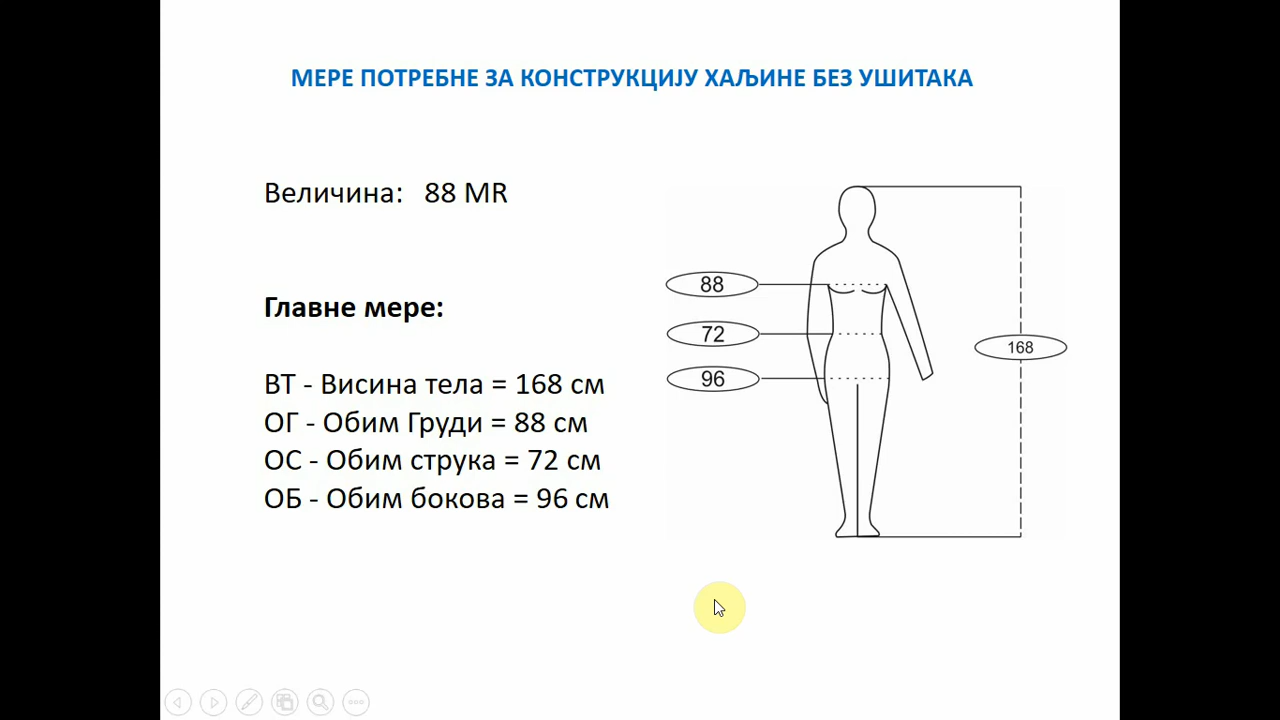 МЕРЕ ПОТРЕБНЕ ЗА КОНСТРУКЦИЈУ ХАЉИНЕ БЕЗ УШИТАКА
Величина: 88 MR
Главне мере:
ВТ - Висина тела = 168 см
ОГ - Обим Груди = 88 см
ОС - Обим струка = 72 см
ОБ - Обим бокова = 96 см
88
72
96
168